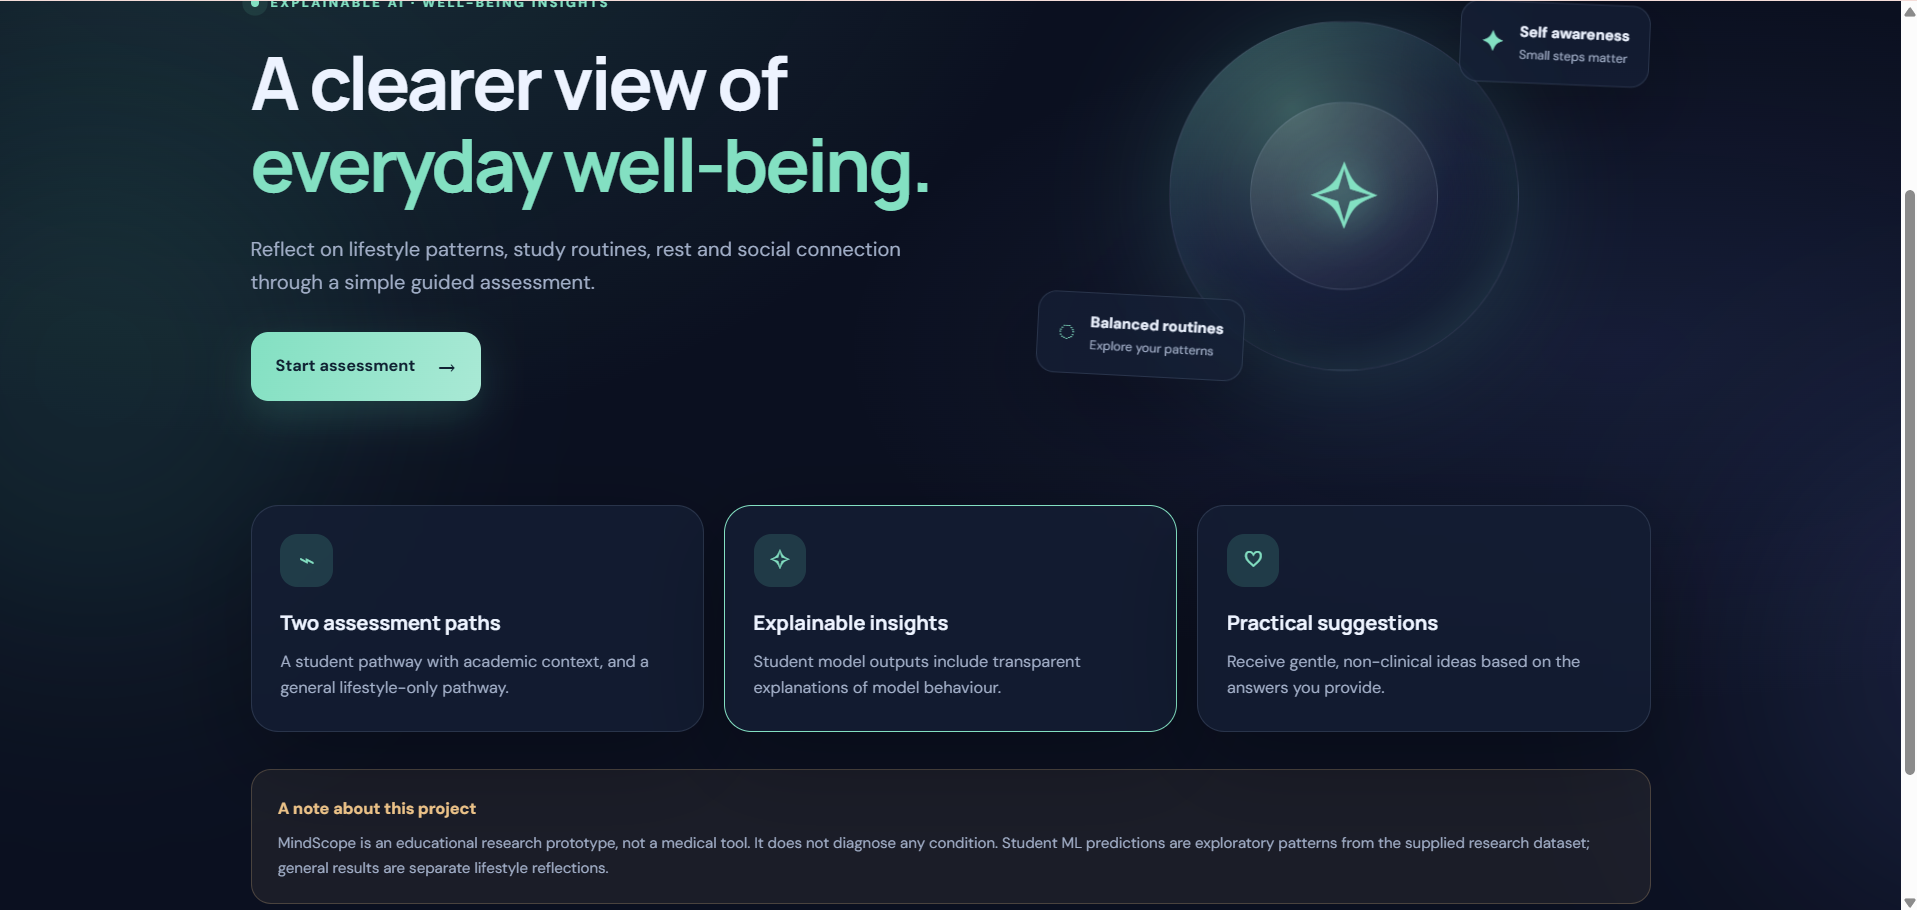 EXPLAINABLE AI · WELL-BEING INSIGHTS
A clearer view of
everyday well-being.
Reflect on lifestyle patterns, study routines, rest and social connection
through a simple guided assessment.
Start assessment →
Self awareness
Small steps matter
Balanced routines
Explore your patterns
Two assessment paths
A student pathway with academic context, and a
general lifestyle-only pathway.
Explainable insights
Student model outputs include transparent
explanations of model behaviour.
Practical suggestions
Receive gentle, non-clinical ideas based on the
answers you provide.
A note about this project
MindScope is an educational research prototype, not a medical tool. It does not diagnose any condition. Student ML predictions are exploratory patterns from the supplied research dataset;
general results are separate lifestyle reflections.